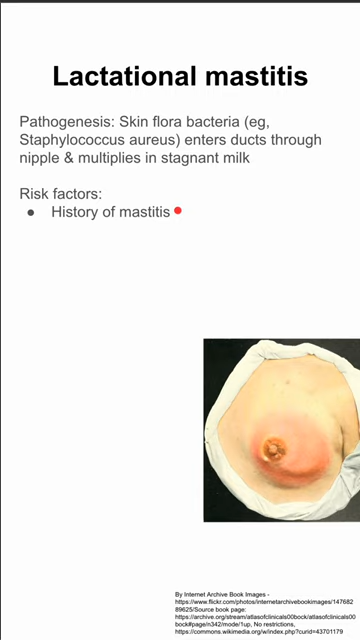 Lactational mastitis
Pathogenesis: Skin flora bacteria (eg,
Staphylococcus aureus) enters ducts through
nipple & multiplies in stagnant milk
Risk factors:
● History of mastitis
By Internet Archive Book Images -
https://www.flickr.com/photos/internetarchivebookimages/147682
89625/Source book page:
https://archive.org/stream/atlasofclinicals00bock/atlasofclinicals00
bock#page/n342/mode/1up, No restrictions,
https://commons.wikimedia.org/w/index.php?curid=43701179